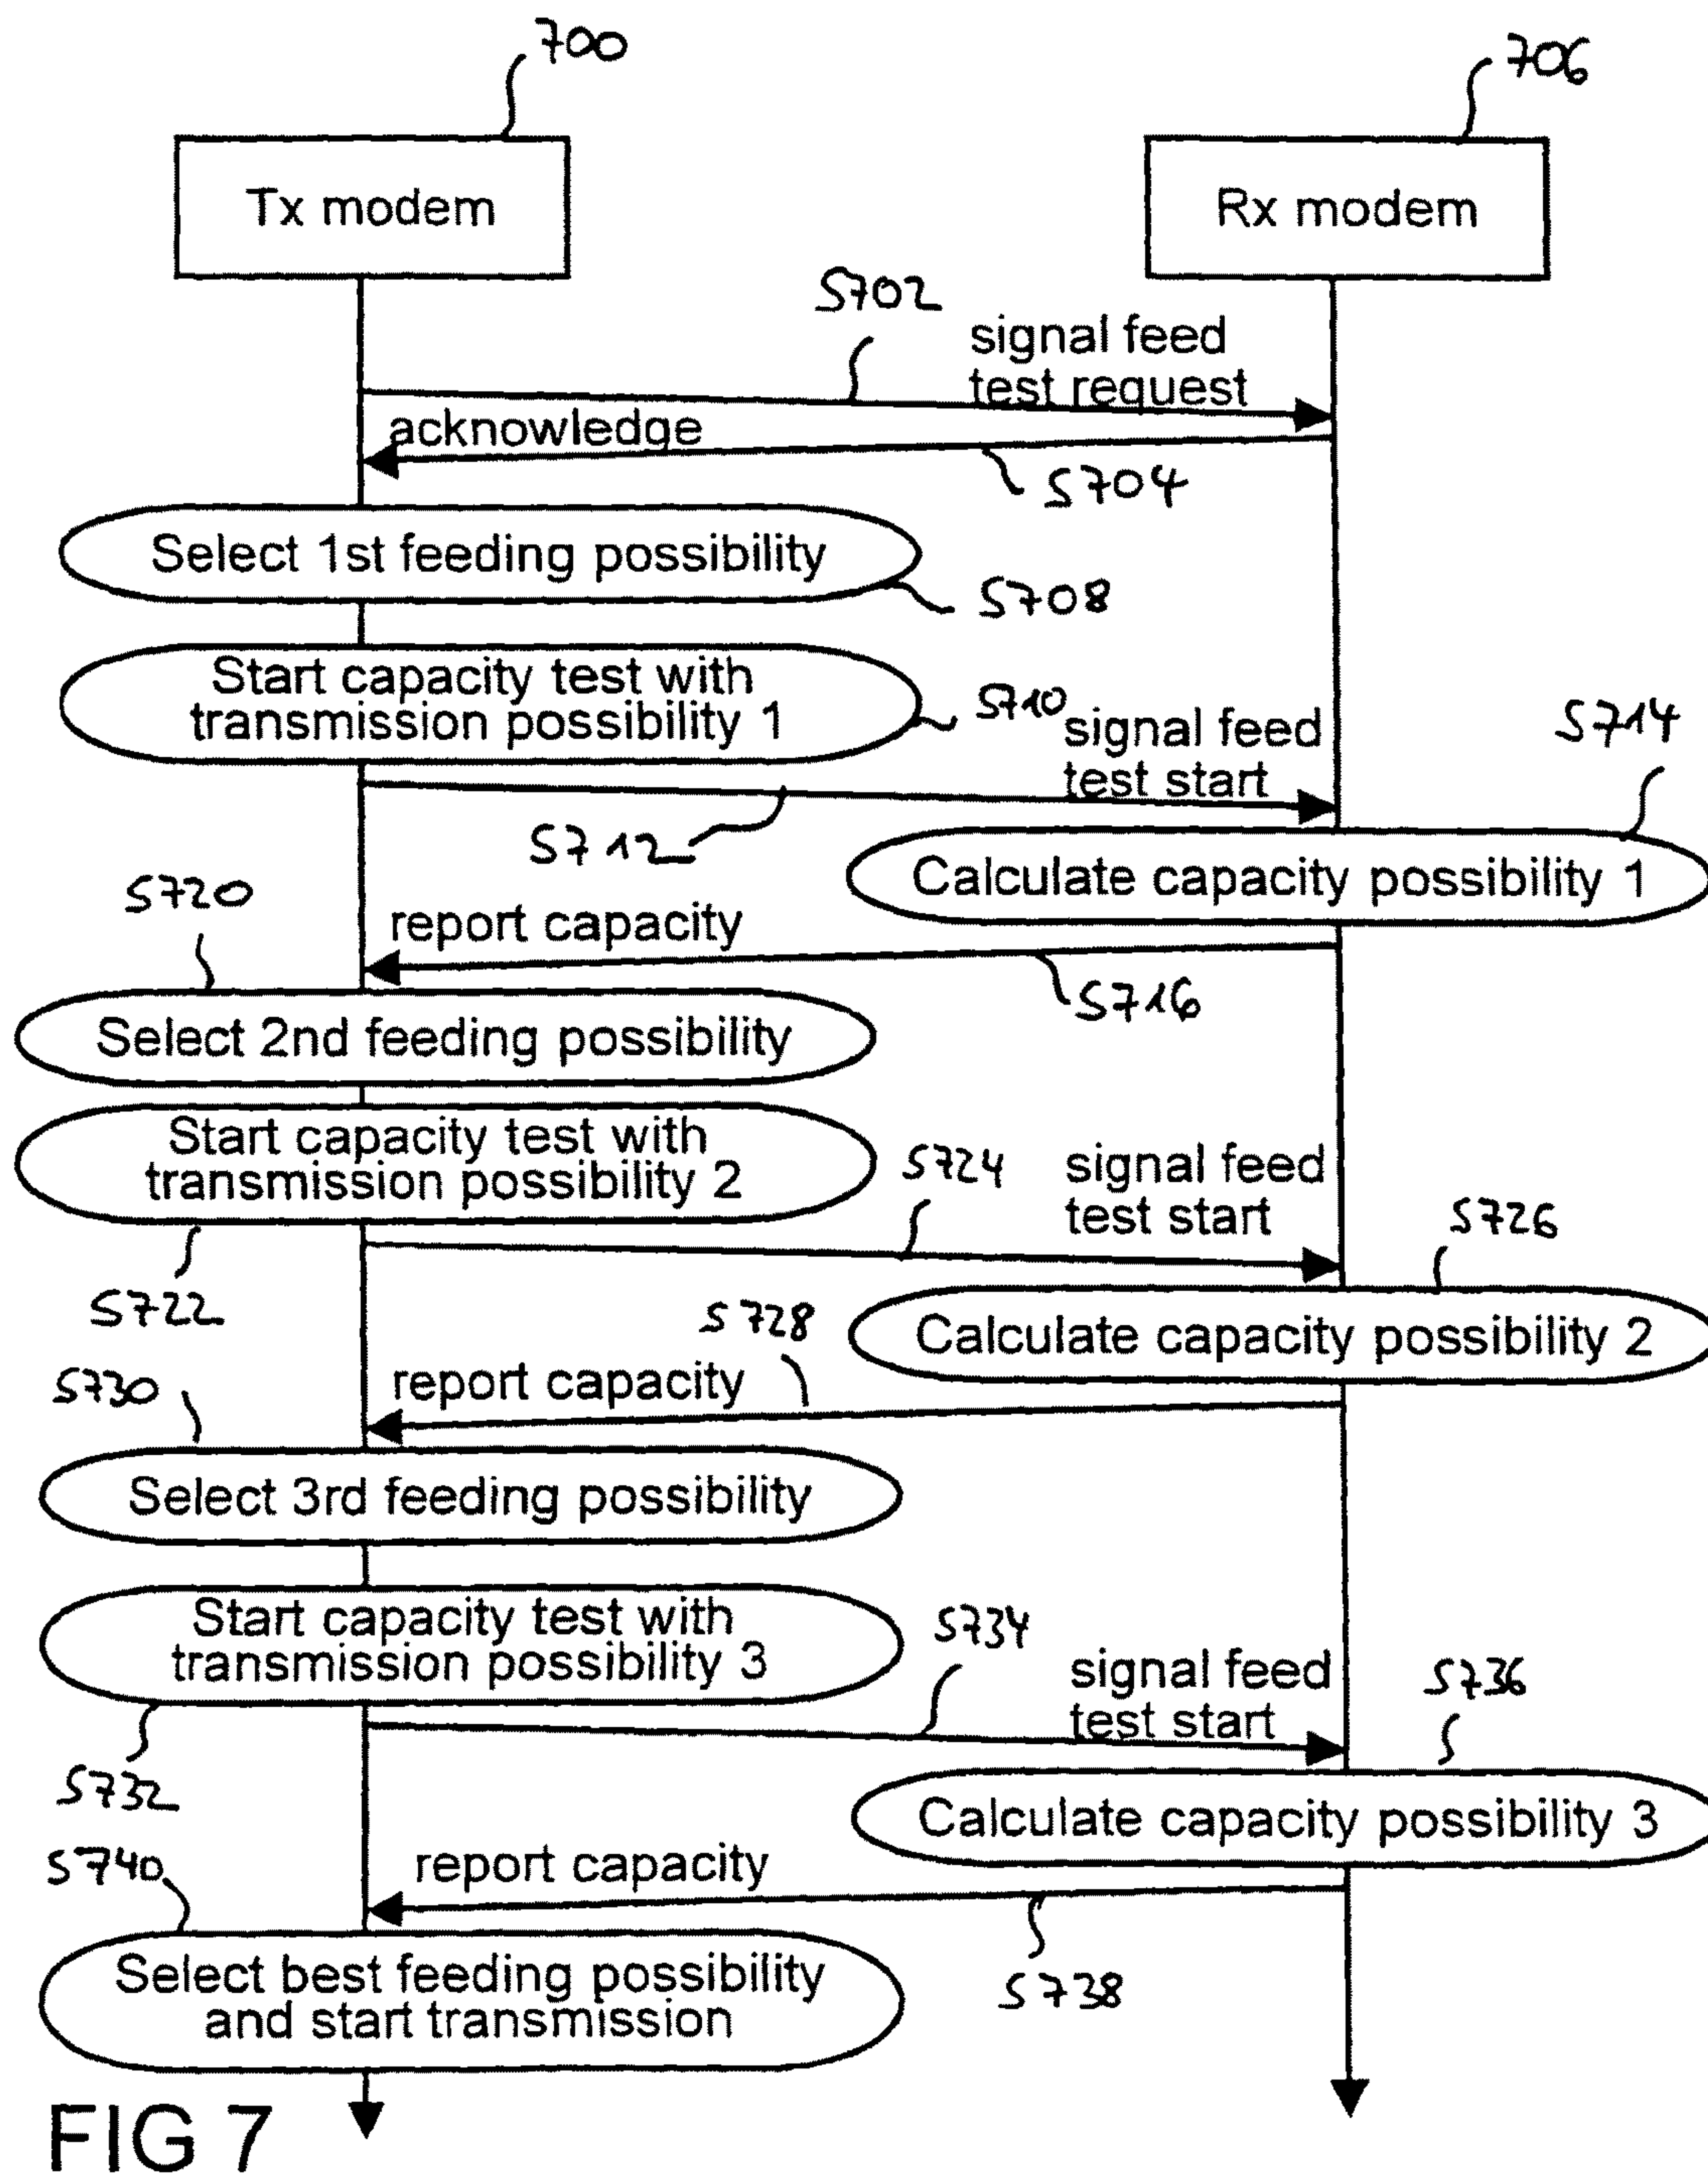 700
706
Tx modem
Rx modem
S702
signal feed
test request
acknowledge
S704
Select 1st feeding possibility
S708
Start capacity test with
transmission possibility 1
S710
signal feed
test start
S714
S712
Calculate capacity possibility 1
S720
report capacity
S716
Select 2nd feeding possibility
Start capacity test with
transmission possibility 2
S724
signal feed
test start
S726
S722
S728
Calculate capacity possibility 2
S730
report capacity
Select 3rd feeding possibility
Start capacity test with
transmission possibility 3
S734
signal feed
test start
S736
S732
Calculate capacity possibility 3
S740
report capacity
S738
Select best feeding possibility
and start transmission
FIG 7